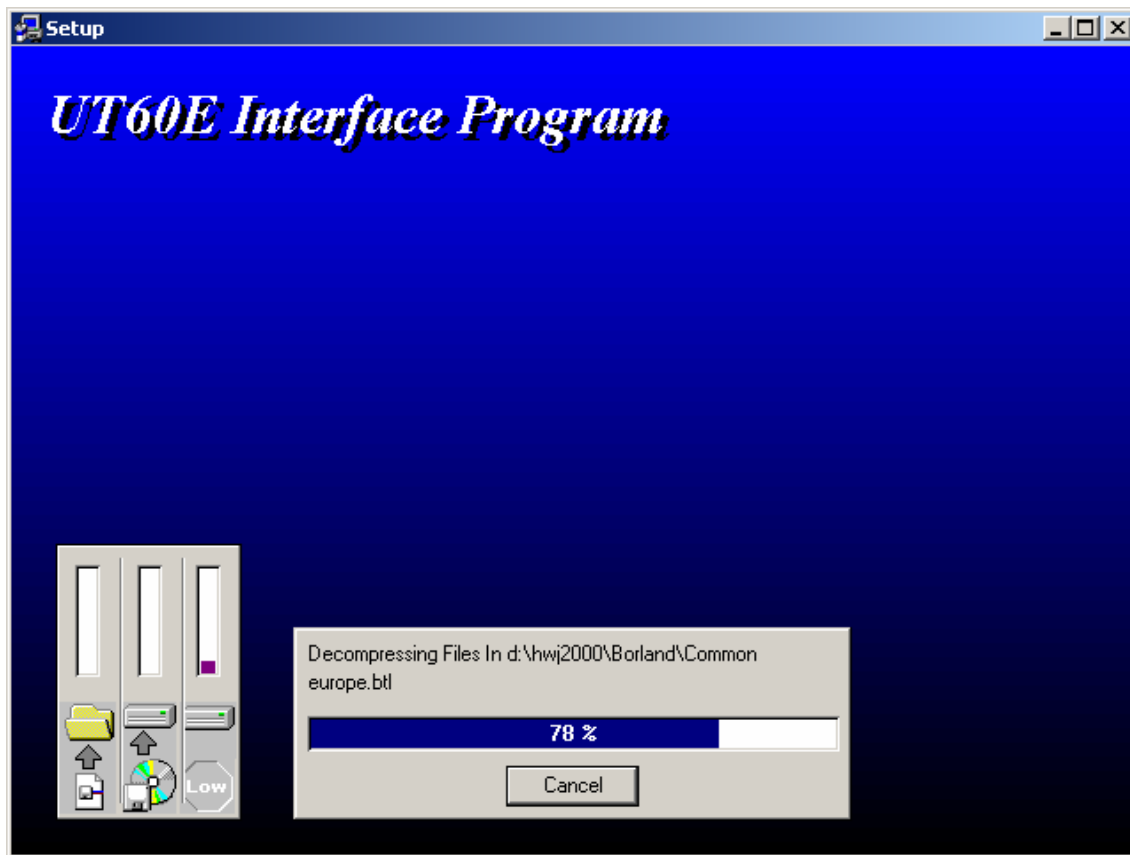 Setup
UT60E Interface Program
Decompressing Files In d:\hwj2000\Borland\Common
europe.btl
78 %
Low
Cancel